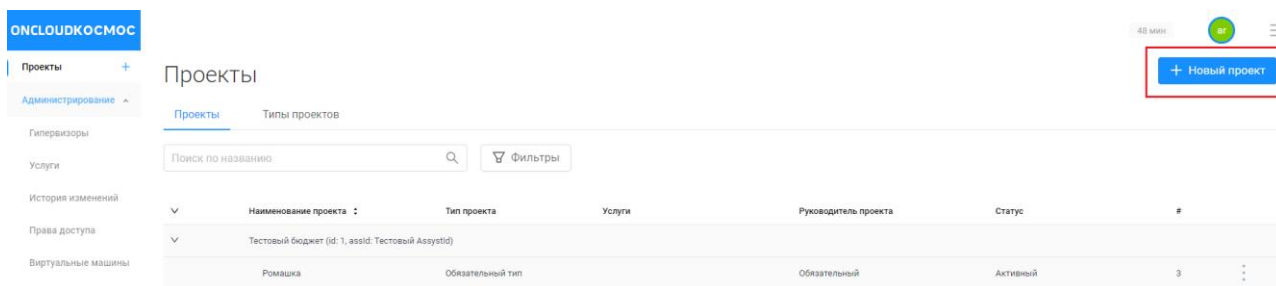 ONCLOUDКОСМОС
48 мин
ar
Проекты +
Проекты
+ Новый проект
Администрирование
Проекты Типы проектов
Гипервизоры
Поиск по названию Фильтры
Услуги
История изменений
Наименование проекта Тип проекта Услуги Руководитель проекта Статус #
Права доступа
Тестовый бюджет (id: 1, assId: Тестовый AssystId)
Виртуальные машины
Ромашка Обязательный тип Обязательный Активный 3